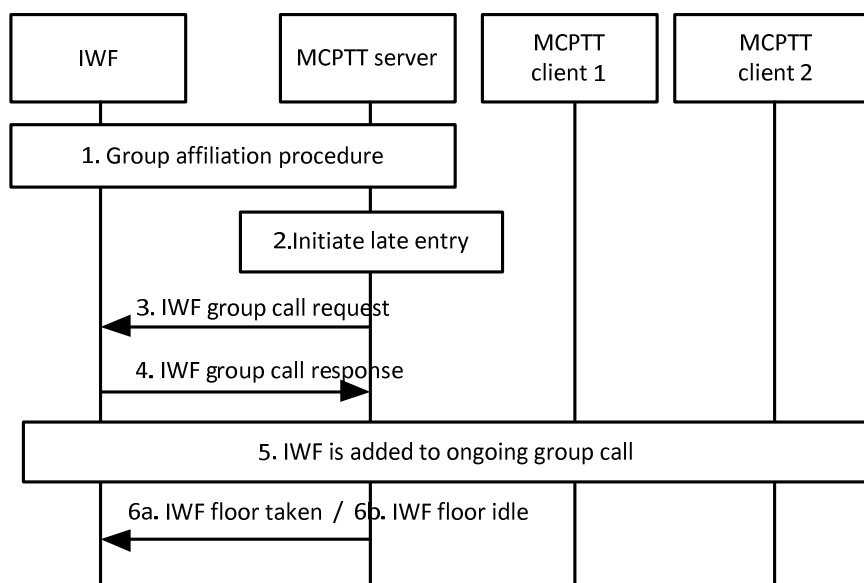 IWF
MCPTT server
MCPTT
client 1
MCPTT
client 2
1. Group affiliation procedure
2.Initiate late entry
3. IWF group call request
4. IWF group call response
5. IWF is added to ongoing group call
6a. IWF floor taken / 6b. IWF floor idle